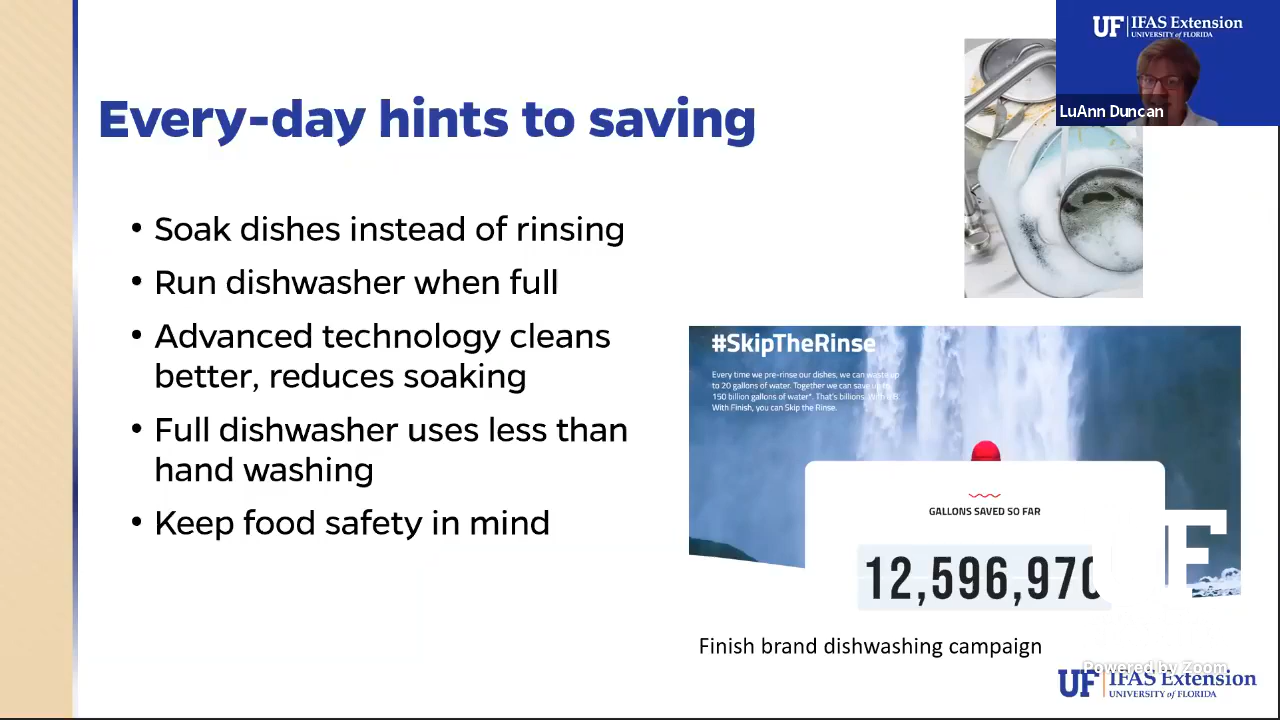 UF IFAS Extension
UNIVERSITY of FLORIDA
LuAnn Duncan
Every-day hints to saving
• Soak dishes instead of rinsing
• Run dishwasher when full
• Advanced technology cleans
better, reduces soaking
• Full dishwasher uses less than
hand washing
• Keep food safety in mind
#SkipTheRinse
Every time we pre-rinse our dishes, we can waste up
to 20 gallons of water. Together we can save up to
150 billion gallons of water*. That's billions.
With Finish, you can Skip the Rinse.
GALLONS SAVED SO FAR
12,596,970
UF
Finish brand dishwashing campaign
Powered by Zoom
UF IFAS Extension
UNIVERSITY of FLORIDA